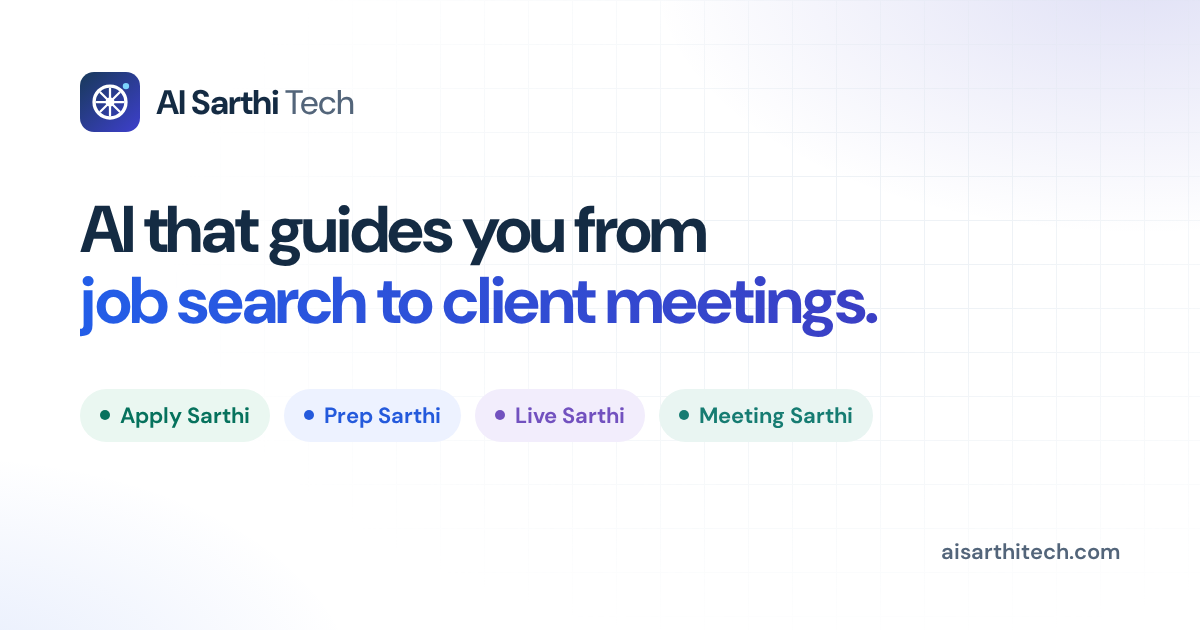 AI Sarthi Tech
AI that guides you from
job search to client meetings.
Apply Sarthi
Prep Sarthi
Live Sarthi
Meeting Sarthi
aisarthitech.com